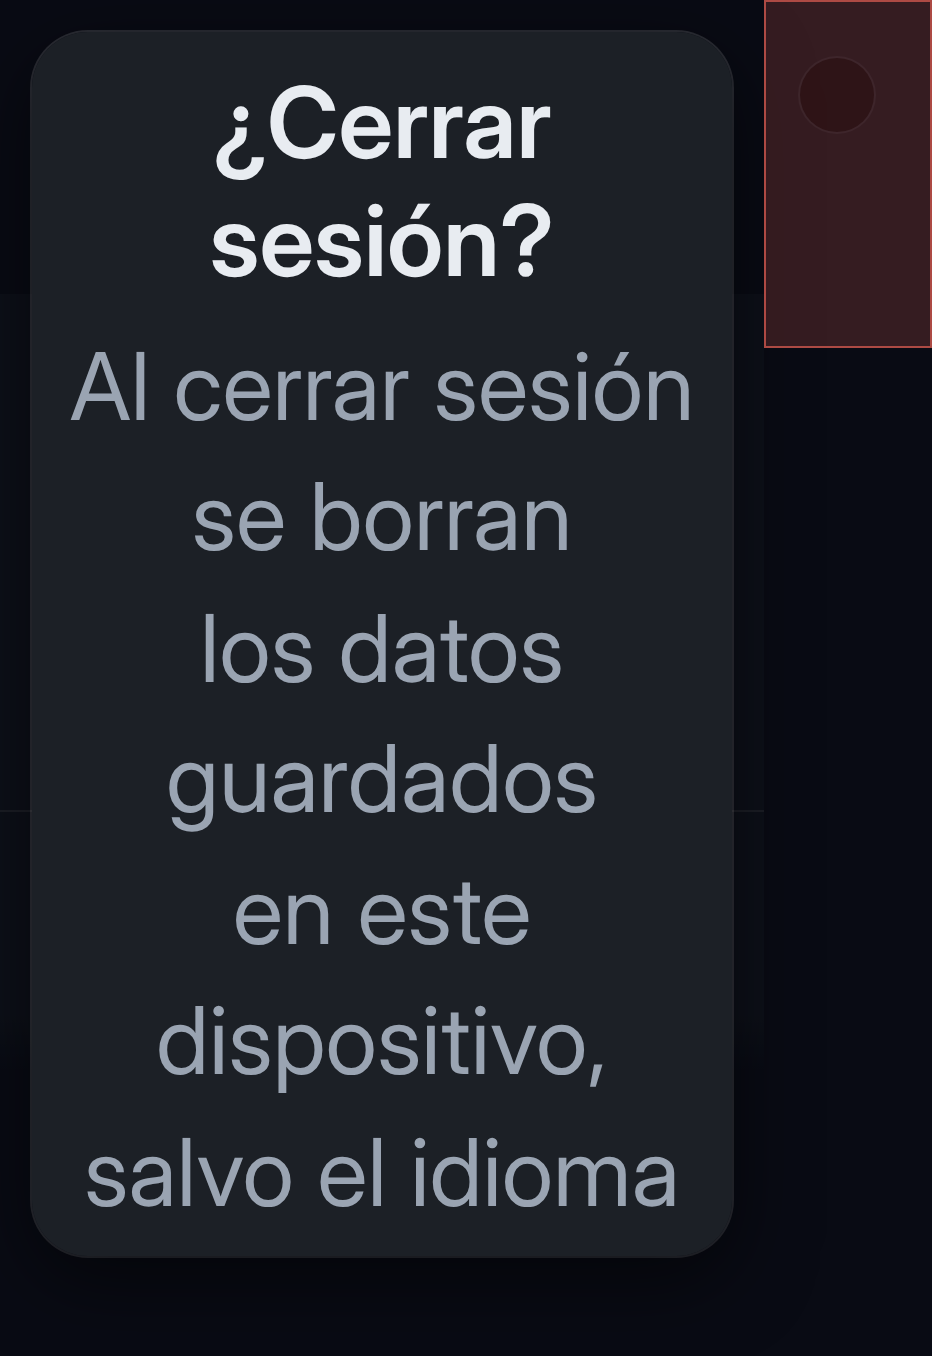 ¿Cerrar
sesión?
Al cerrar sesión
se borran
los datos
guardados
en este
dispositivo,
salvo el idioma